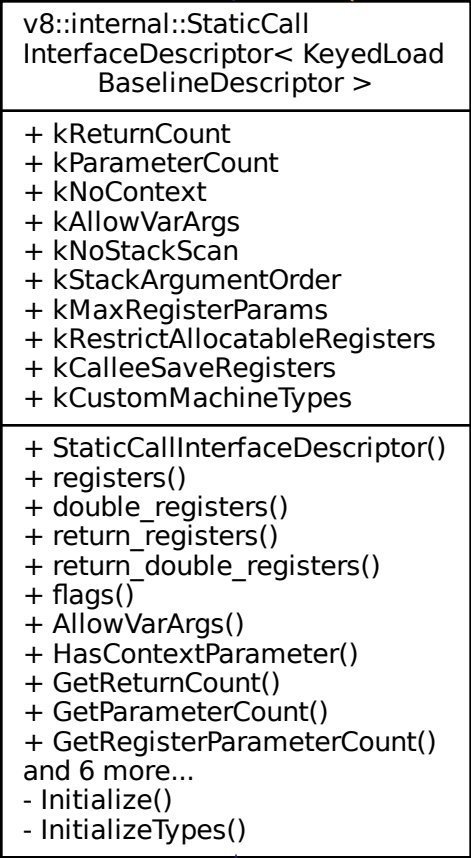 v8::internal::StaticCall
InterfaceDescriptor< KeyedLoad
BaselineDescriptor >
+ kReturnCount
+ kParameterCount
+ kNoContext
+ kAllowVarArgs
+ kNoStackScan
+ kStackArgumentOrder
+ kMaxRegisterParams
+ kRestrictAllocatableRegisters
+ kCalleeSaveRegisters
+ kCustomMachineTypes
+ StaticCallInterfaceDescriptor()
+ registers()
+ double_registers()
+ return_registers()
+ return_double_registers()
+ flags()
+ AllowVarArgs()
+ HasContextParameter()
+ GetReturnCount()
+ GetParameterCount()
+ GetRegisterParameterCount()
and 6 more...
- Initialize()
- InitializeTypes()